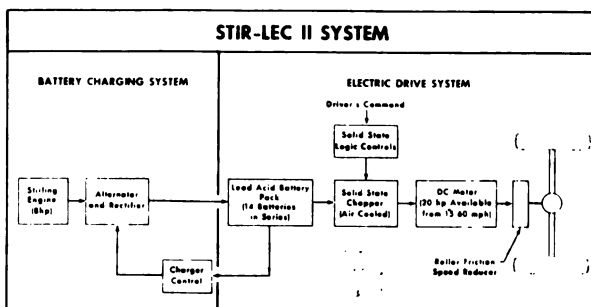 STIR-LEC II SYSTEM
BATTERY CHARGING SYSTEM
ELECTRIC DRIVE SYSTEM
Driver's Command
Solid State
Logic Controls
Stirling
Engine
(8hp)
Alternator
and Rectifier
Lead Acid Battery
Pack
(14 Batteries
in Series)
Solid State
Chopper
(Air Cooled)
DC Motor
(20 hp Available
from 13 60 mph)
Charger
Control
Roller Friction
Speed Reducer